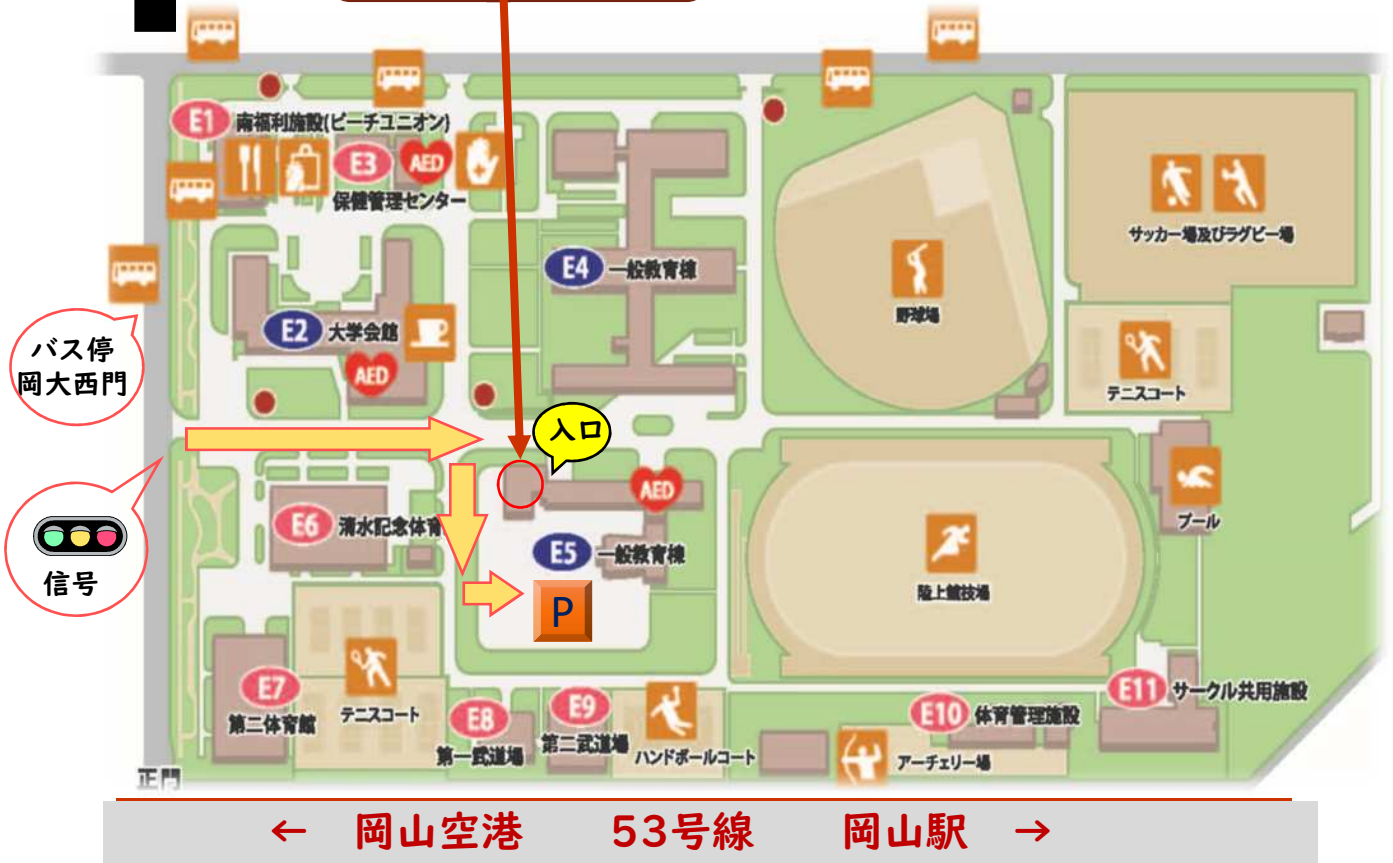 E1 南福利施設(ピーチユニオン)
E3 AED
保健管理センター
E4 一般教育棟
サッカー場及びラグビー場
野球場
E2 大学会館
AED
バス停
岡大西門
テニスコート
入口
AED
E6 清水記念体育
プール
信号
E5 一般教育棟
P
陸上競技場
E7
第二体育館
テニスコート
E8
第一武道場
E9
第二武道場
ハンドボールコート
E10 体育管理施設
E11 サークル共用施設
アーチェリー場
正門
← 岡山空港 53号線 岡山駅 →